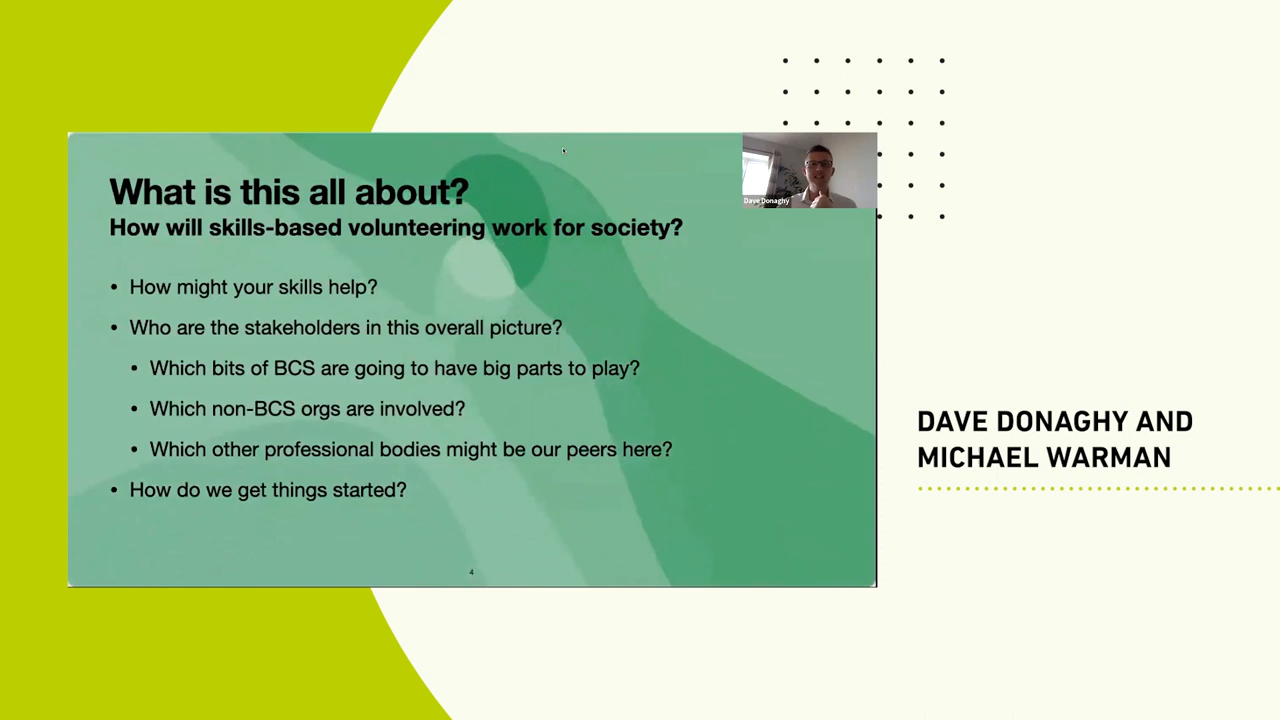 What is this all about?
How will skills-based volunteering work for society?
• How might your skills help?
• Who are the stakeholders in this overall picture?
• Which bits of BCS are going to have big parts to play?
• Which non-BCS orgs are involved?
• Which other professional bodies might be our peers here?
• How do we get things started?
4
Dave Donaghy
DAVE DONAGHY AND
MICHAEL WARMAN